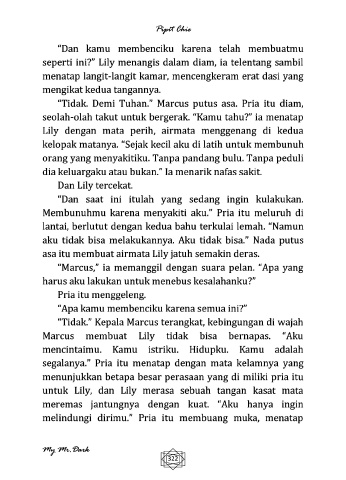 Pipit Chie
“Dan kamu membenciku karena telah membuatmu
seperti ini?” Lily menangis dalam diam, ia telentang sambil
menatap langit-langit kamar, mencengkeram erat dasi yang
mengikat kedua tangannya.
“Tidak. Demi Tuhan.” Marcus putus asa. Pria itu diam,
seolah-olah takut untuk bergerak. “Kamu tahu?” ia menatap
Lily dengan mata perih, airmata menggenang di kedua
kelopak matanya. “Sejak kecil aku di latih untuk membunuh
orang yang menyakitiku. Tanpa pandang bulu. Tanpa peduli
dia keluargaku atau bukan.” Ia menarik nafas sakit.
Dan Lily tercekat.
“Dan saat ini itulah yang sedang ingin kulakukan.
Membunuhmu karena menyakiti aku.” Pria itu meluruh di
lantai, berlutut dengan kedua bahu terkulai lemah. “Namun
aku tidak bisa melakukannya. Aku tidak bisa.” Nada putus
asa itu membuat airmata Lily jatuh semakin deras.
“Marcus,” ia memanggil dengan suara pelan. “Apa yang
harus aku lakukan untuk menebus kesalahanku?”
Pria itu menggeleng.
“Apa kamu membenciku karena semua ini?”
“Tidak.” Kepala Marcus terangkat, kebingungan di wajah
Marcus membuat Lily tidak bisa bernapas. “Aku
mencintaimu. Kamu istriku. Hidupku. Kamu adalah
segalanya.” Pria itu menatap dengan mata kelamnya yang
menunjukkan betapa besar perasaan yang di miliki pria itu
untuk Lily, dan Lily merasa sebuah tangan kasat mata
meremas jantungnya dengan kuat. “Aku hanya ingin
melindungi dirimu.” Pria itu membuang muka, menatap
My Mr. Dark
322